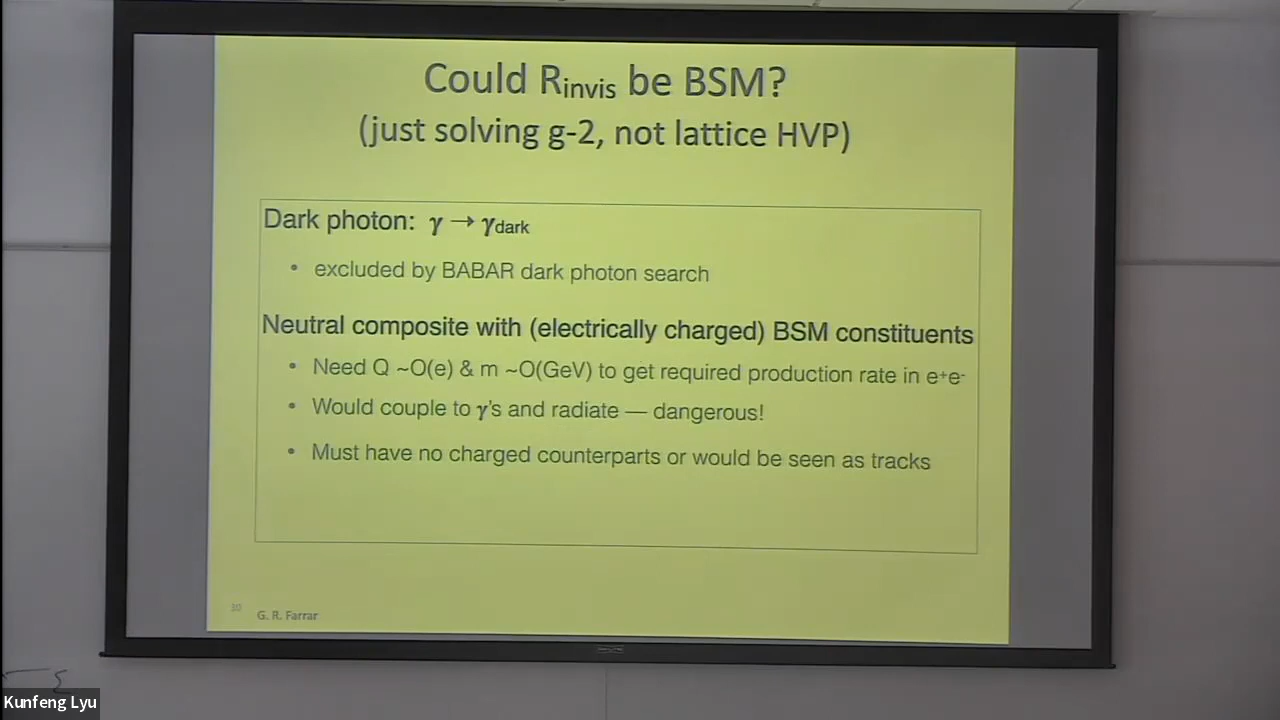 Could Rinvis be BSM?
(just solving g-2, not lattice HVP)
Dark photon: γ → γdark
• excluded by BABAR dark photon search
Neutral composite with (electrically charged) BSM constituents
• Need Q ~O(e) & m ~O(GeV) to get required production rate in e+e-
• Would couple to γ's and radiate — dangerous!
• Must have no charged counterparts or would be seen as tracks
30 G. R. Farrar
Kunfeng Lyu